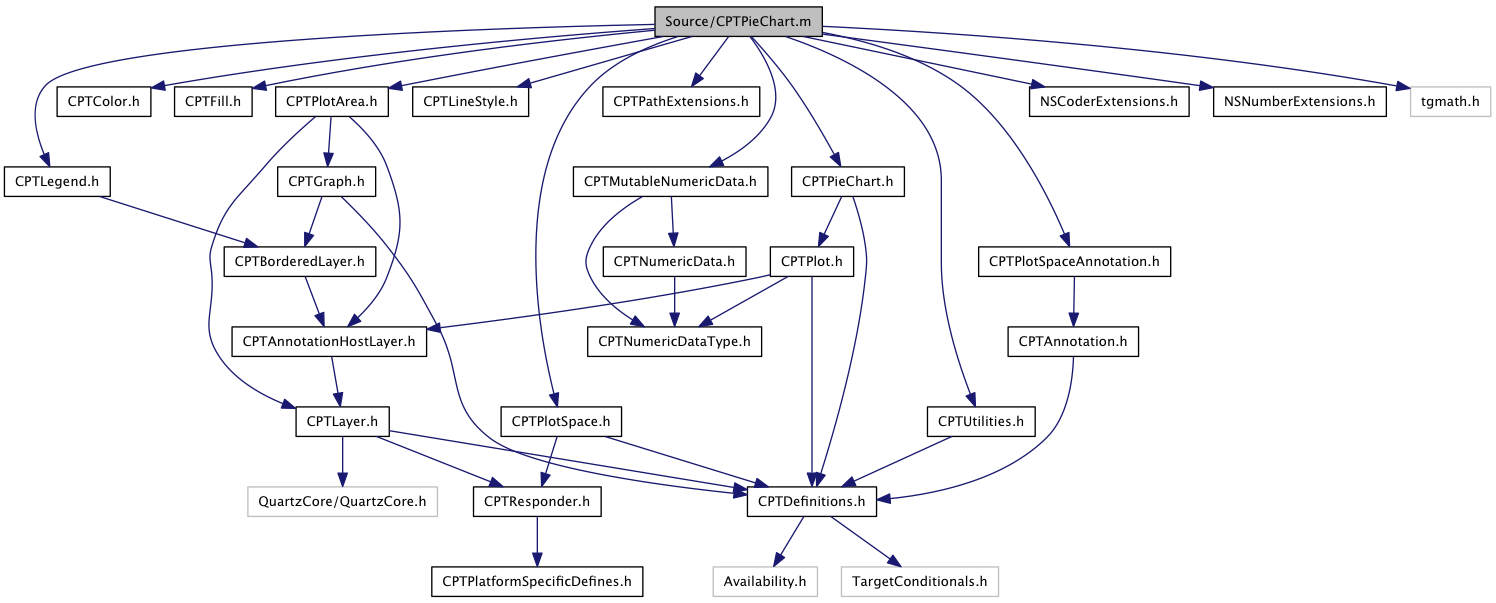 Source/CPTPieChart.m
CPTColor.h
CPTFill.h
CPTPlotArea.h
CPTLineStyle.h
CPTPathExtensions.h
NSCoderExtensions.h
NSNumberExtensions.h
tgmath.h
CPTLegend.h
CPTGraph.h
CPTMutableNumericData.h
CPTPieChart.h
CPTBorderedLayer.h
CPTNumericData.h
CPTPlot.h
CPTPlotSpaceAnnotation.h
CPTAnnotationHostLayer.h
CPTNumericDataType.h
CPTAnnotation.h
CPTLayer.h
CPTPlotSpace.h
CPTUtilities.h
QuartzCore/QuartzCore.h
CPTResponder.h
CPTDefinitions.h
CPTPlatformSpecificDefines.h
Availability.h
TargetConditionals.h